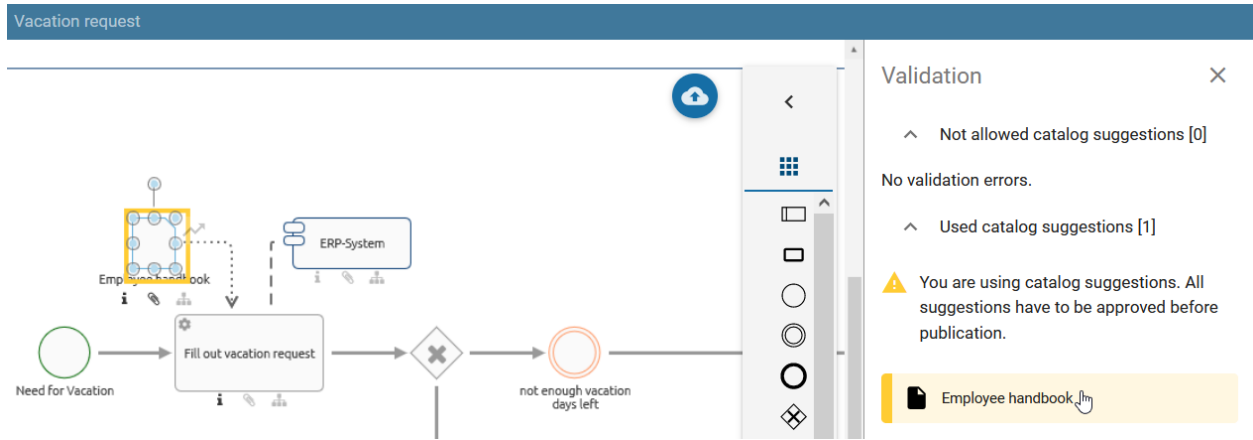 Vacation request
Employee handbook
ERP-System
Need for Vacation
Fill out vacation request
not enough vacation
days left
Validation
Not allowed catalog suggestions [0]
No validation errors.
Used catalog suggestions [1]
You are using catalog suggestions. All
suggestions have to be approved before
publication.
Employee handbook